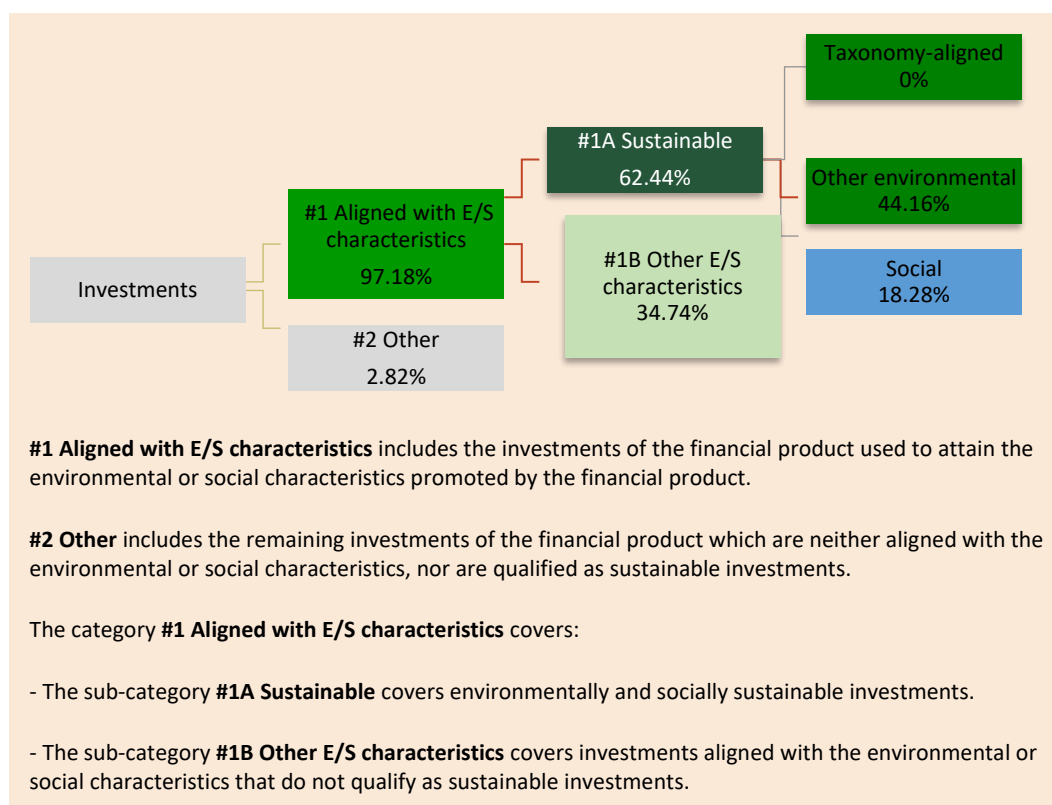 Taxonomy-aligned
0%
#1A Sustainable
62.44%
Other environmental
44.16%
#1 Aligned with E/S
characteristics
97.18%
#1B Other E/S
characteristics
34.74%
Social
18.28%
Investments
#2 Other
2.82%
#1 Aligned with E/S characteristics includes the investments of the financial product used to attain the
environmental or social characteristics promoted by the financial product.
#2 Other includes the remaining investments of the financial product which are neither aligned with the
environmental or social characteristics, nor are qualified as sustainable investments.
The category #1 Aligned with E/S characteristics covers:
- The sub-category #1A Sustainable covers environmentally and socially sustainable investments.
- The sub-category #1B Other E/S characteristics covers investments aligned with the environmental or
social characteristics that do not qualify as sustainable investments.